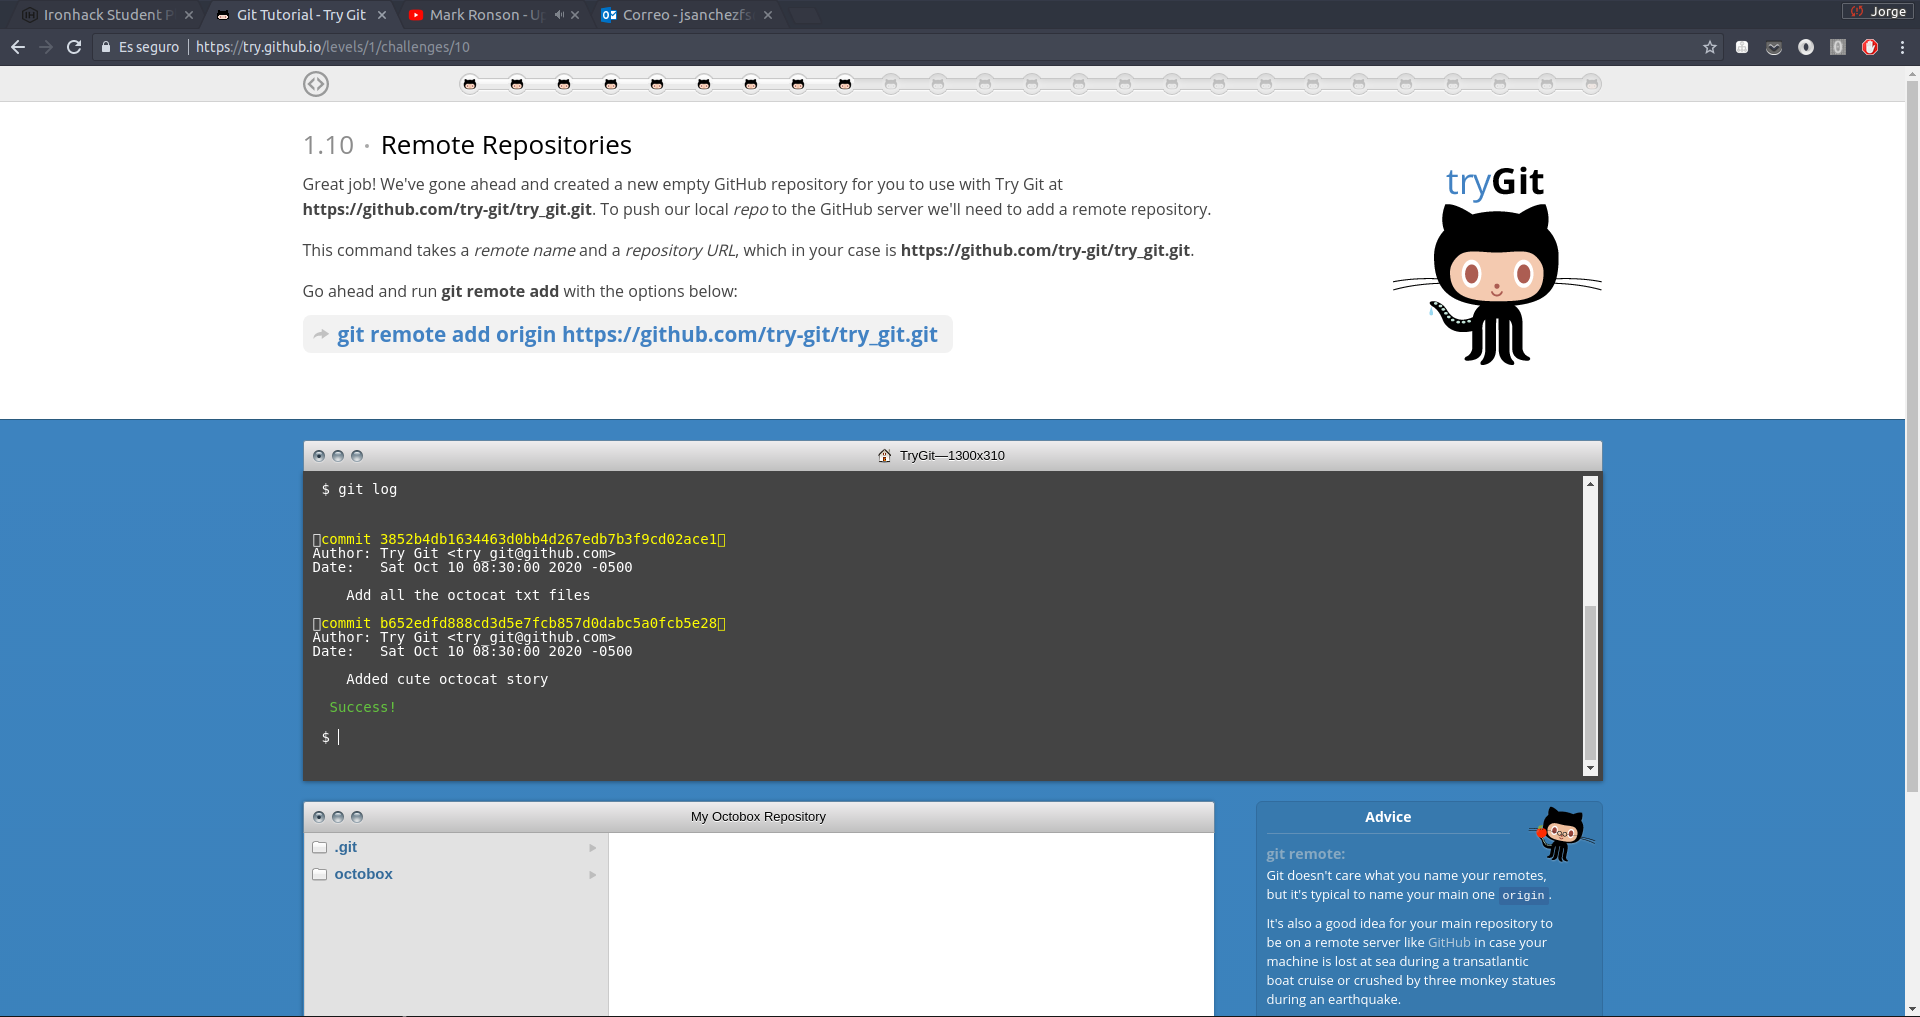 Ironhack Student P
Git Tutorial - Try Git
Mark Ronson - Up
Correo - jsanchezfs
Jorge
Es seguro
https://try.github.io/levels/1/challenges/10
1.10 · Remote Repositories
Great job! We've gone ahead and created a new empty GitHub repository for you to use with Try Git at
https://github.com/try-git/try_git.git. To push our local repo to the GitHub server we'll need to add a remote repository.
This command takes a remote name and a repository URL, which in your case is https://github.com/try-git/try_git.git.
Go ahead and run git remote add with the options below:
git remote add origin https://github.com/try-git/try_git.git
tryGit
TryGit—1300x310
$ git log
commit 3852b4db1634463d0bb4d267edb7b3f9cd02ace1
Author: Try Git <try_git@github.com>
Date:   Sat Oct 10 08:30:00 2020 -0500
Add all the octocat txt files
commit b652edfd888cd3d5e7fcb857d0dabc5a0fcb5e28
Author: Try Git <try_git@github.com>
Date:   Sat Oct 10 08:30:00 2020 -0500
Added cute octocat story
Success!
$
My Octobox Repository
.git
octobox
Advice
git remote:
Git doesn't care what you name your remotes,
but it's typical to name your main one origin.
It's also a good idea for your main repository to
be on a remote server like GitHub in case your
machine is lost at sea during a transatlantic
boat cruise or crushed by three monkey statues
during an earthquake.